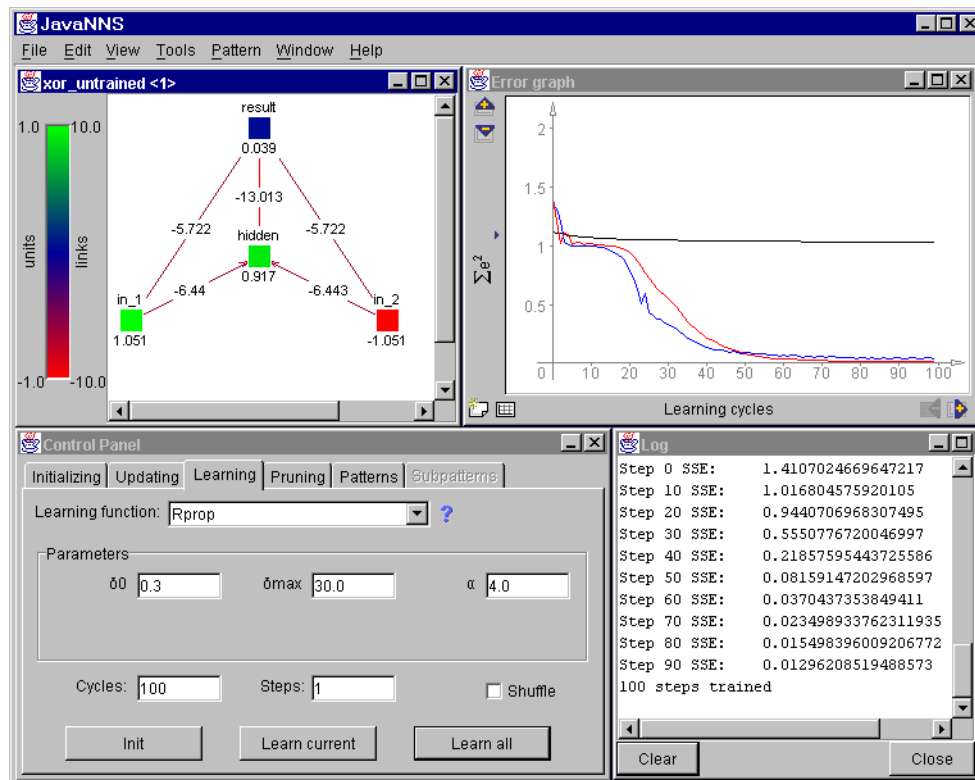 JavaNNS
File Edit View Tools Pattern Window Help
xor_untrained <1>
1.0 10.0
units
links
-1.0 -10.0
result
0.039
-13.013
-5.722 -5.722
hidden
0.917
-6.44 -6.443
in_1 in_2
1.051 -1.051
Error graph
2
1.5
1
0.5
Σe²
0 10 20 30 40 50 60 70 80 90 100
Learning cycles
Control Panel
Initializing Updating Learning Pruning Patterns Subpatterns
Learning function: Rprop ?
Parameters
δ0 0.3 δmax 30.0 α 4.0
Cycles: 100 Steps: 1 Shuffle
Init Learn current Learn all
Log
Step 0 SSE: 1.4107024669647217
Step 10 SSE: 1.016804575920105
Step 20 SSE: 0.9440706968307495
Step 30 SSE: 0.5550776720046997
Step 40 SSE: 0.21857595443725586
Step 50 SSE: 0.08159147202968597
Step 60 SSE: 0.0370437353849411
Step 70 SSE: 0.023498933762311935
Step 80 SSE: 0.015498396009206772
Step 90 SSE: 0.01296208519488573
100 steps trained
Clear Close